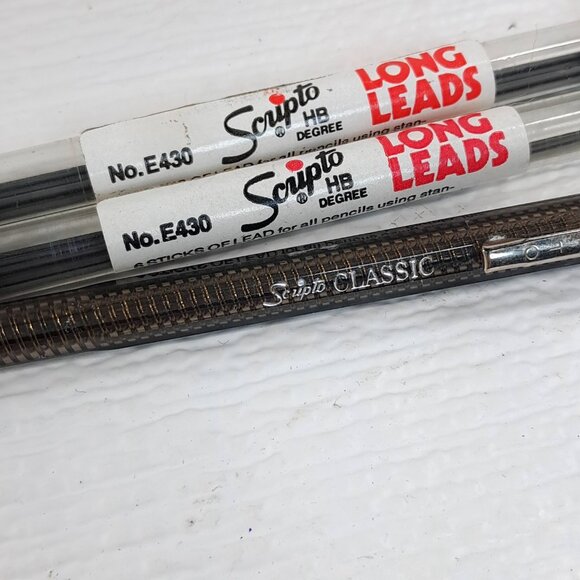 No. E430 Scripto® HB DEGREE LONG LEADS
No. E430 Scripto® HB DEGREE LONG LEADS
6 STICKS OF LEAD for all pencils using stan-
Scripto CLASSIC